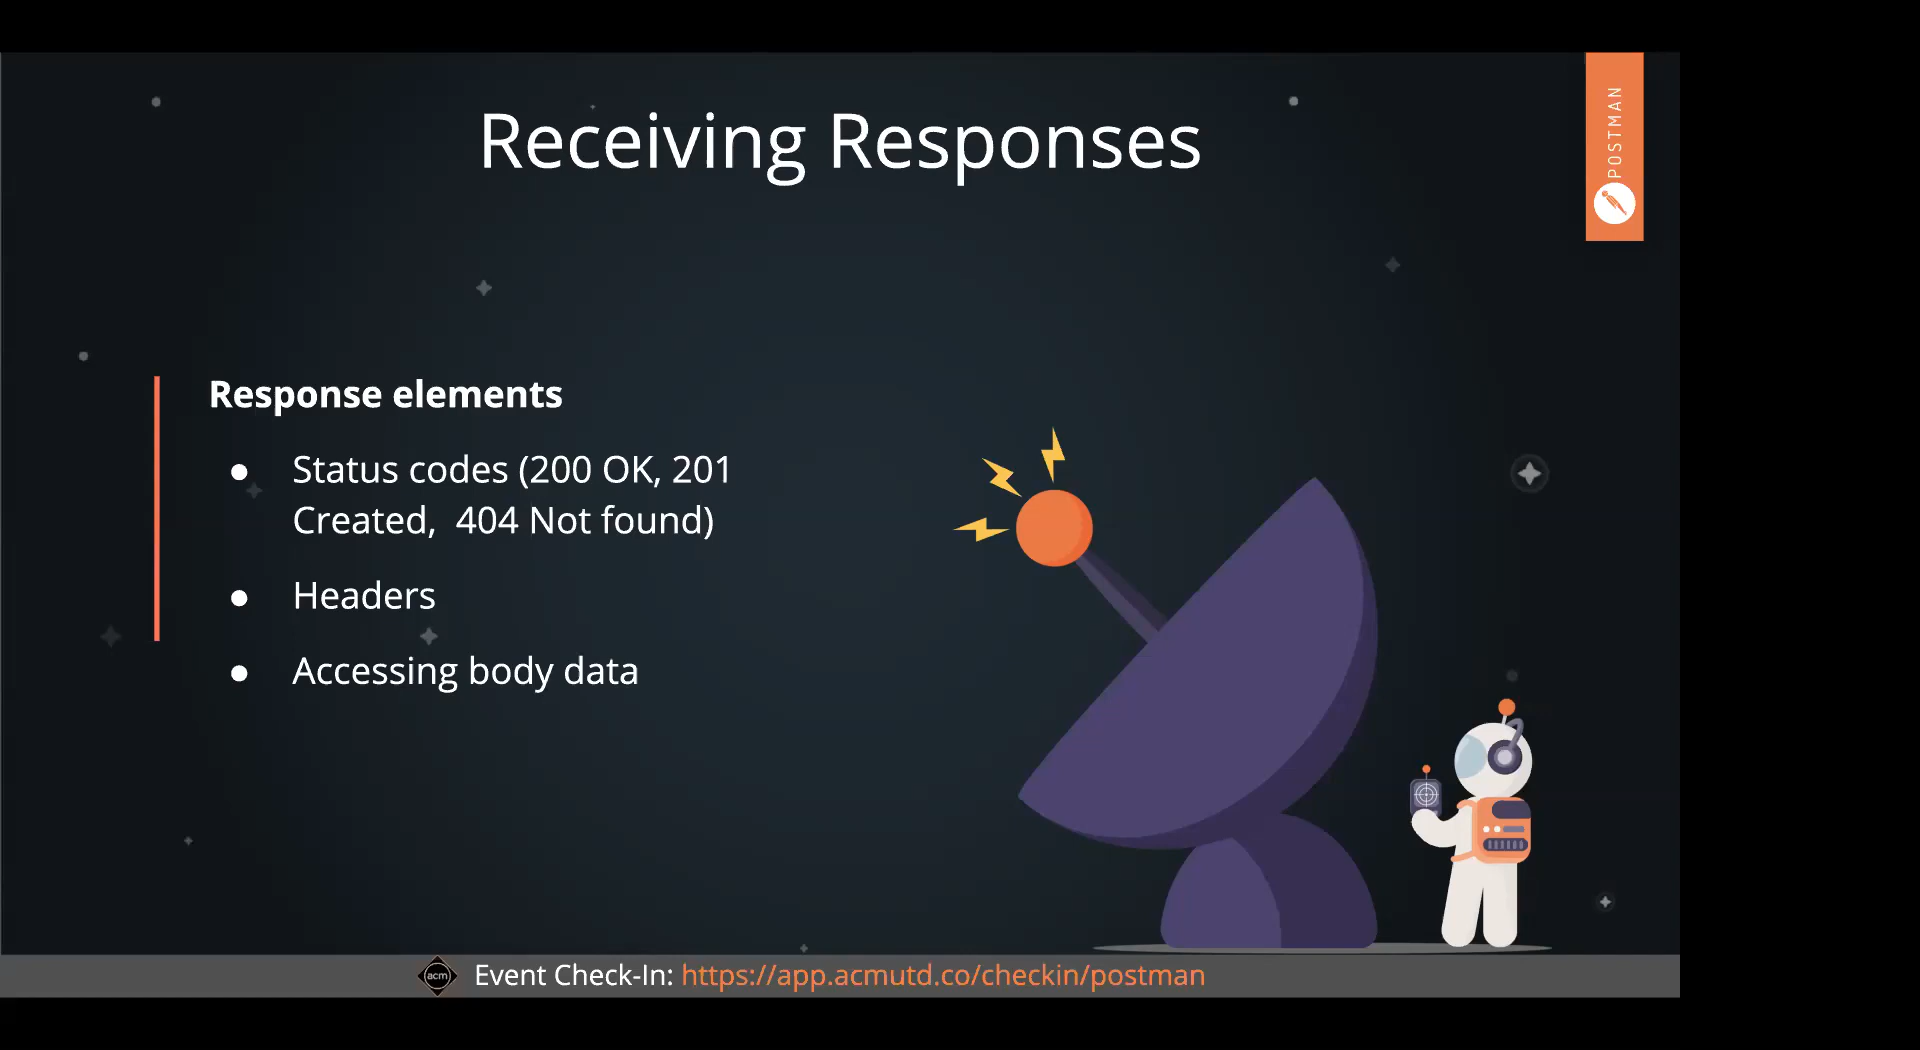 Receiving Responses
POSTMAN
Response elements
● Status codes (200 OK, 201
Created,  404 Not found)
● Headers
● Accessing body data
acm
Event Check-In: https://app.acmutd.co/checkin/postman